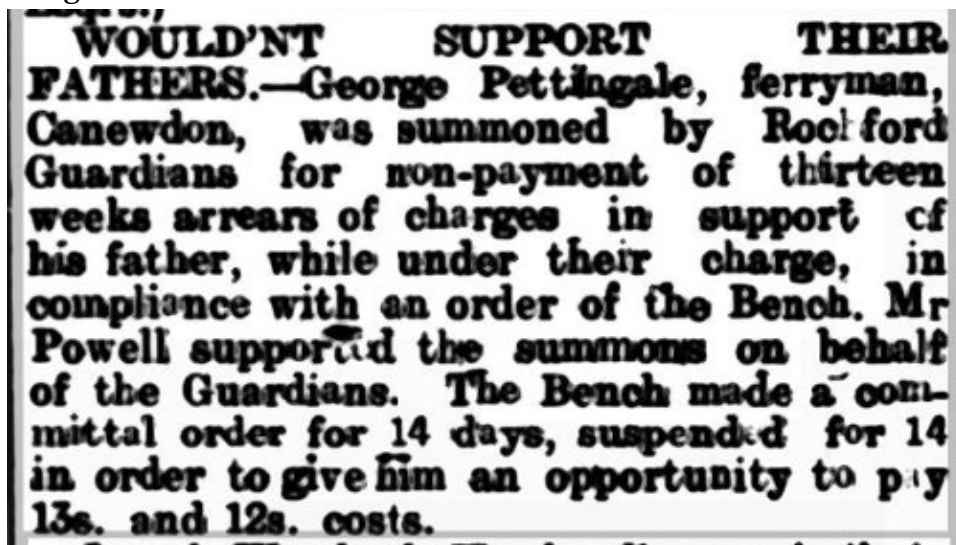 WOULD'NT SUPPORT THEIR
FATHERS.—George Pettingale, ferryman,
Canewdon, was summoned by Rochford
Guardians for non-payment of thirteen
weeks arrears of charges in support of
his father, while under their charge, in
compliance with an order of the Bench. Mr
Powell supported the summons on behalf
of the Guardians. The Bench made a com-
mittal order for 14 days, suspended for 14
in order to give him an opportunity to pay
13s. and 12s. costs.